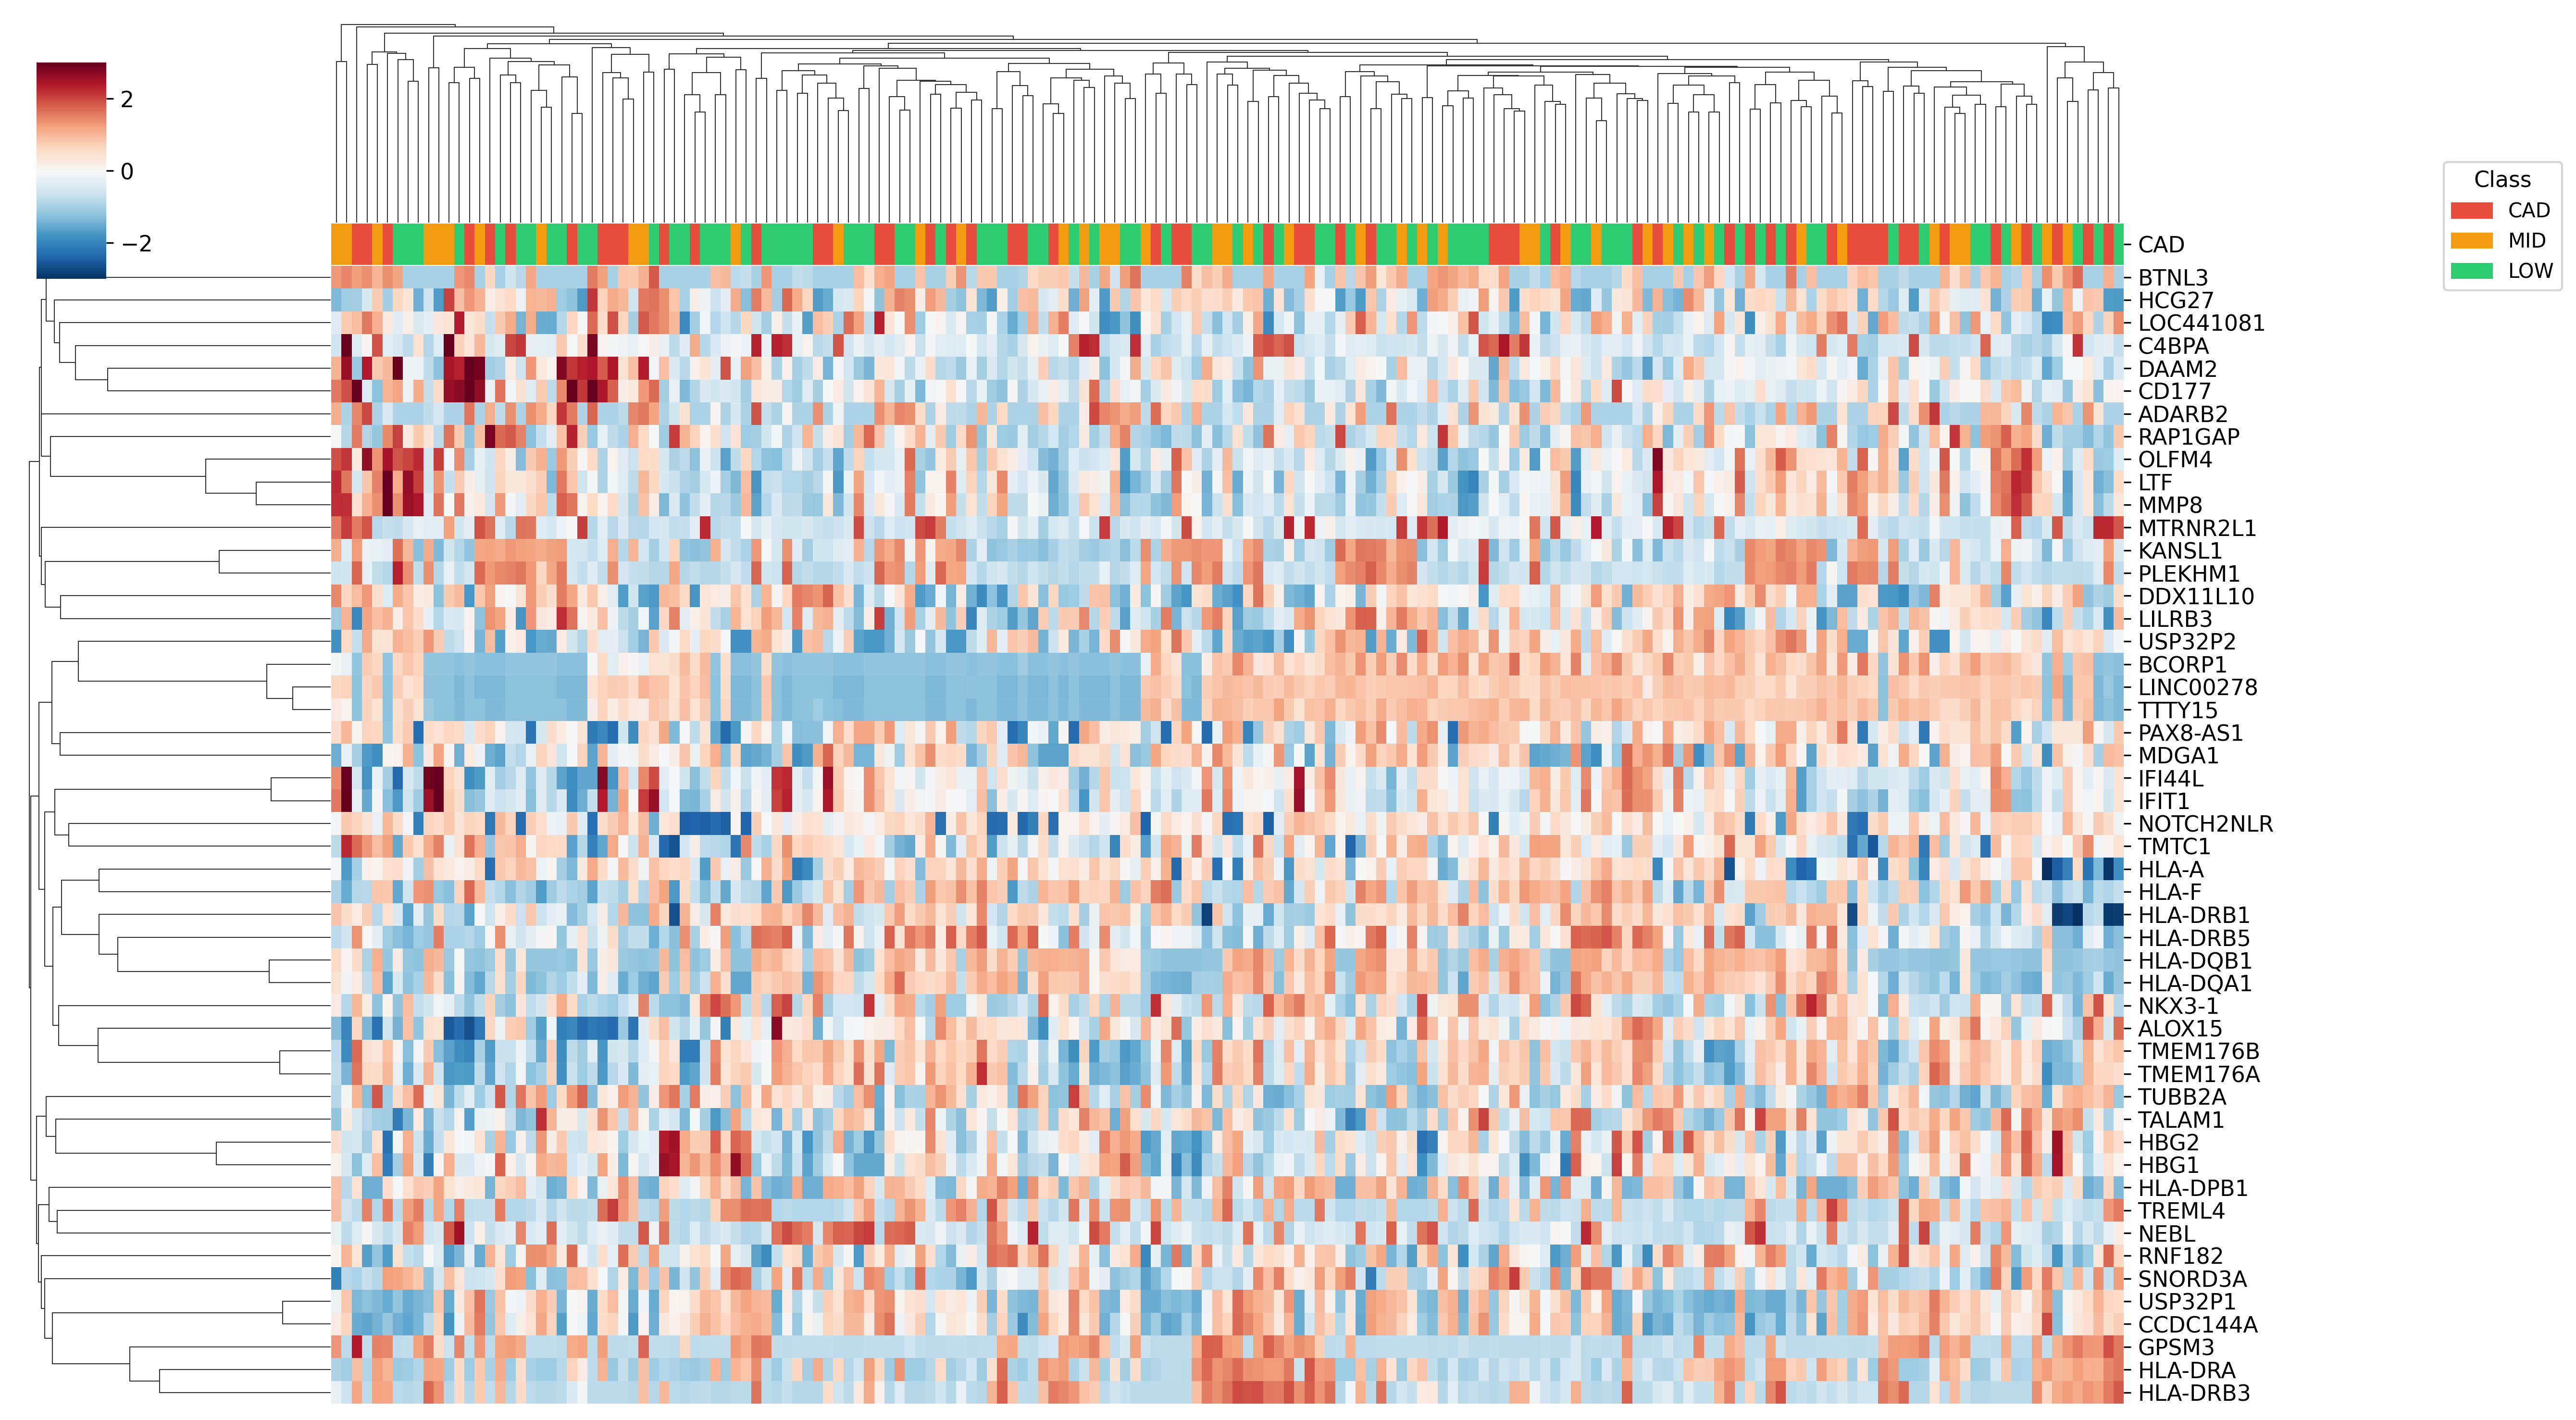 2
0
−2
CAD
BTNL3
HCG27
LOC441081
C4BPA
DAAM2
CD177
ADARB2
RAP1GAP
OLFM4
LTF
MMP8
MTRNR2L1
KANSL1
PLEKHM1
DDX11L10
LILRB3
USP32P2
BCORP1
LINC00278
TTTY15
PAX8-AS1
MDGA1
IFI44L
IFIT1
NOTCH2NLR
TMTC1
HLA-A
HLA-F
HLA-DRB1
HLA-DRB5
HLA-DQB1
HLA-DQA1
NKX3-1
ALOX15
TMEM176B
TMEM176A
TUBB2A
TALAM1
HBG2
HBG1
HLA-DPB1
TREML4
NEBL
RNF182
SNORD3A
USP32P1
CCDC144A
GPSM3
HLA-DRA
HLA-DRB3
Class
CAD
MID
LOW